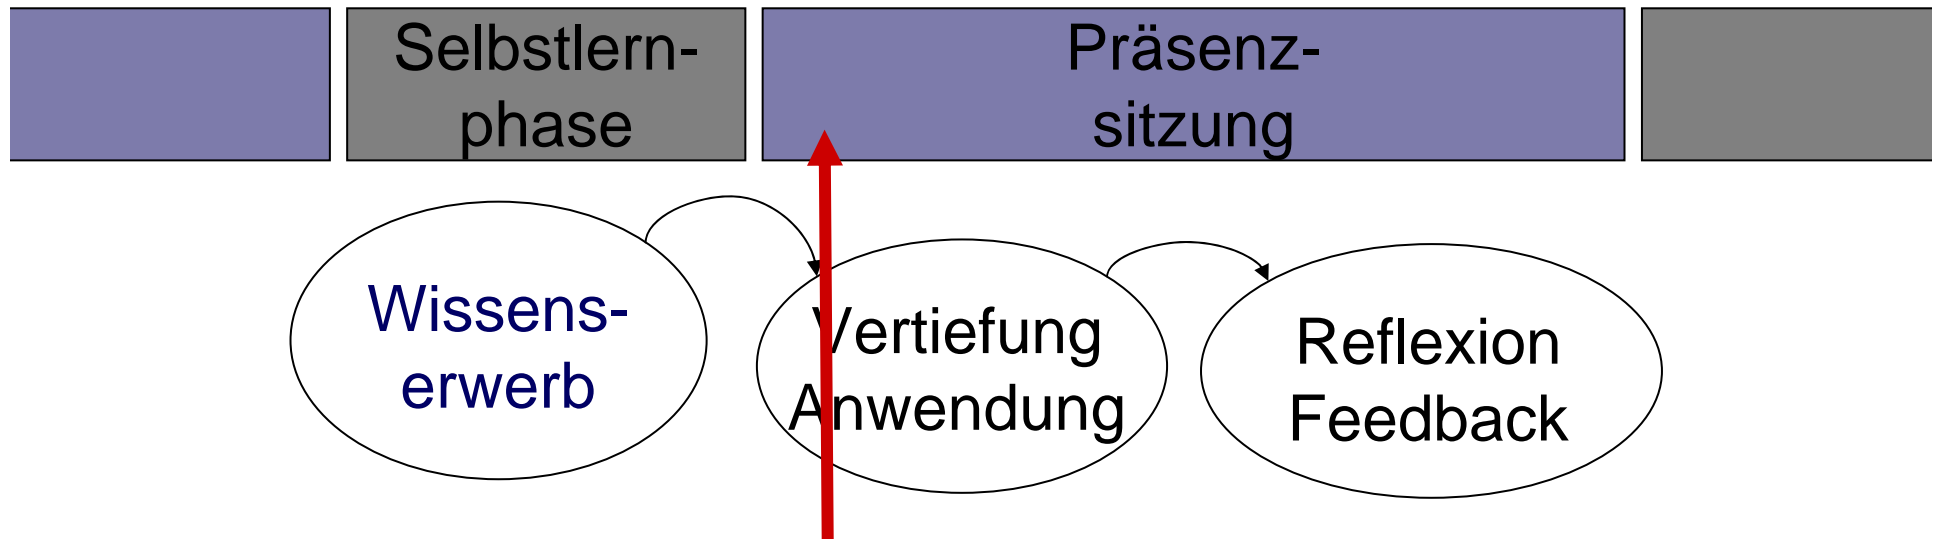 Selbstlern-
phase
Präsenz-
sitzung
Wissens-
erwerb
Vertiefung
Anwendung
Reflexion
Feedback